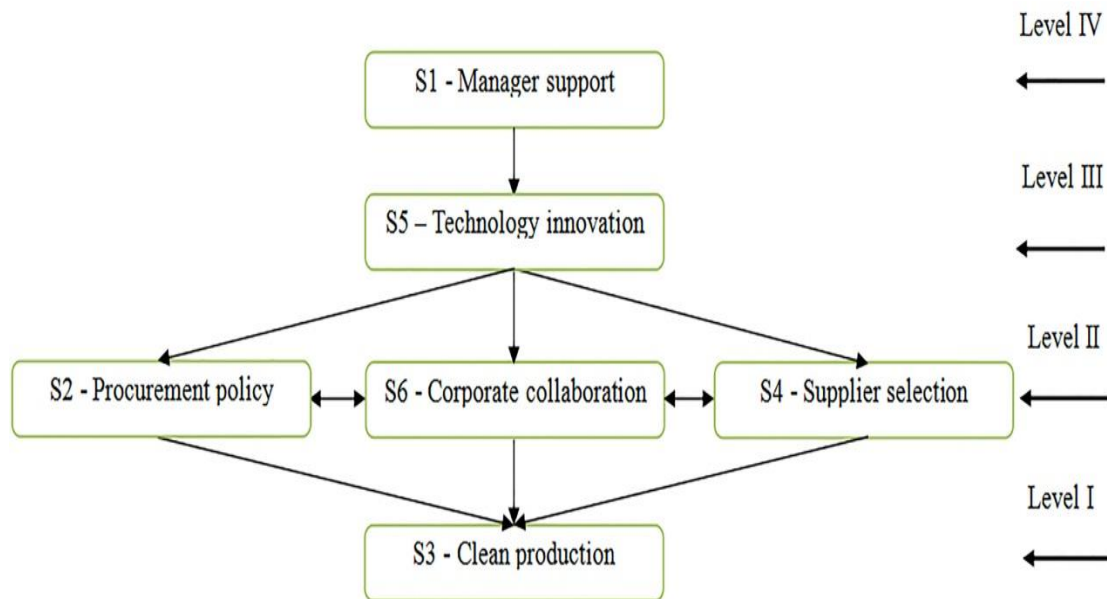 Level IV
S1 - Manager support
Level III
S5 – Technology innovation
Level II
S2 - Procurement policy
S6 - Corporate collaboration
S4 - Supplier selection
Level I
S3 - Clean production